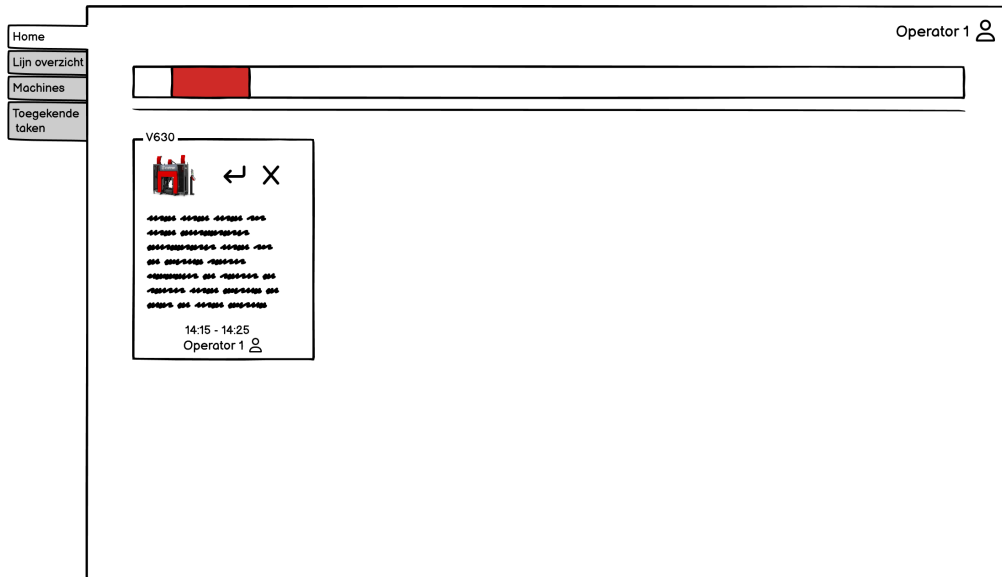 Home
Operator 1
Lijn overzicht
Machines
Toegekende
taken
V630
14:15 - 14:25
Operator 1